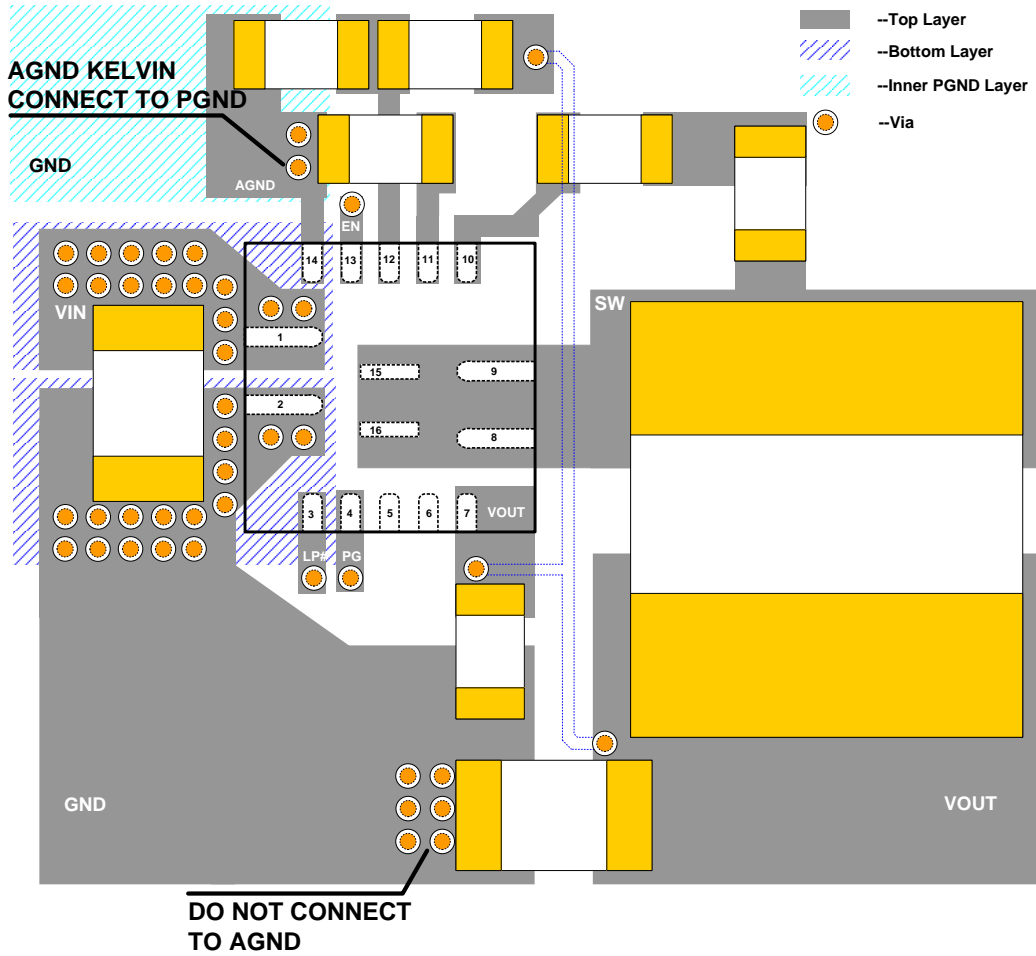 --Top Layer
--Bottom Layer
--Inner PGND Layer
--Via
AGND KELVIN
CONNECT TO PGND
GND
AGND
EN
14
13
12
11
10
VIN
SW
1
15
9
2
16
8
3
4
5
6
7
VOUT
LP#
PG
GND
VOUT
DO NOT CONNECT
TO AGND